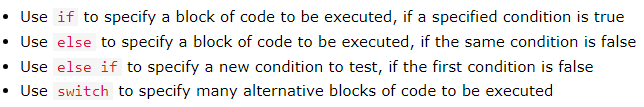 • Use if to specify a block of code to be executed, if a specified condition is true
• Use else to specify a block of code to be executed, if the same condition is false
• Use else if to specify a new condition to test, if the first condition is false
• Use switch to specify many alternative blocks of code to be executed